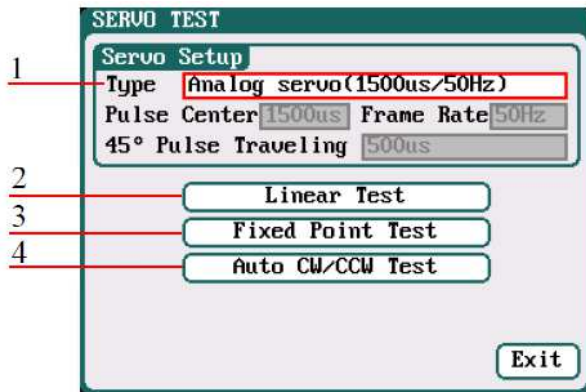 SERVO TEST
Servo Setup
1
Type Analog servo(1500us/50Hz)
Pulse Center 1500us Frame Rate 50Hz
45° Pulse Traveling 500us
2
Linear Test
3
Fixed Point Test
4
Auto CW/CCW Test
Exit